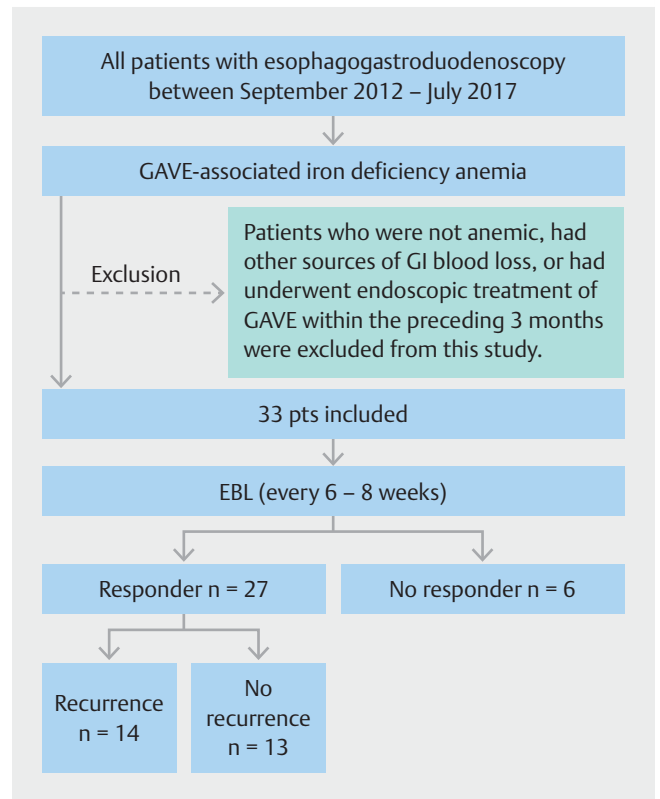 All patients with esophagogastroduodenoscopy
between September 2012 – July 2017
GAVE-associated iron deficiency anemia
Exclusion
Patients who were not anemic, had
other sources of GI blood loss, or had
underwent endoscopic treatment of
GAVE within the preceding 3 months
were excluded from this study.
33 pts included
EBL (every 6 – 8 weeks)
Responder n = 27
No responder n = 6
Recurrence
n = 14
No
recurrence
n = 13